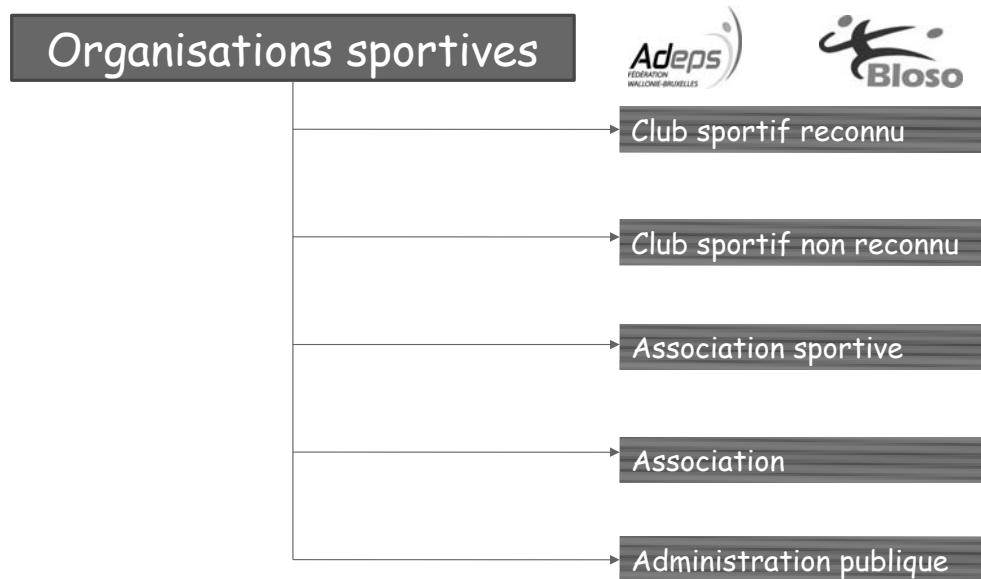 Organisations sportives
Adeps
FÉDÉRATION
WALLONIE-BRUXELLES
Bloso
Club sportif reconnu
Club sportif non reconnu
Association sportive
Association
Administration publique